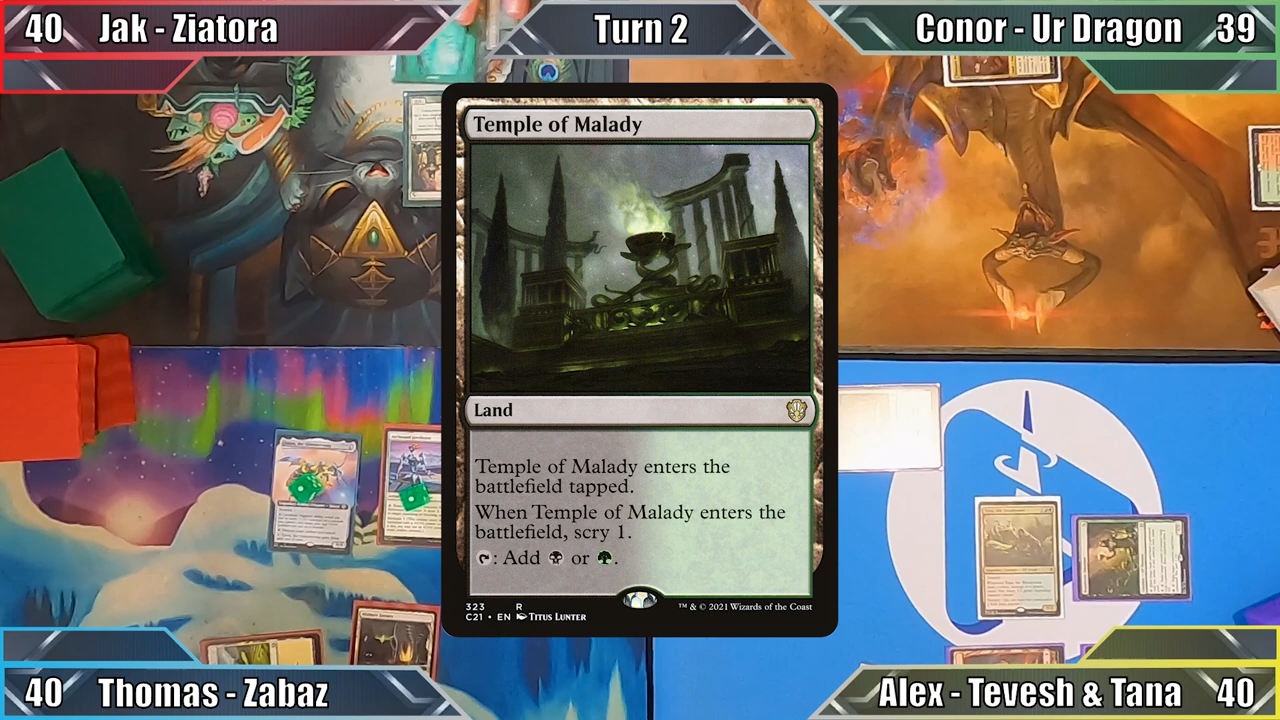 40 Jak - Ziatora
Turn 2
Conor - Ur Dragon 39
Temple of Malady
Land
Temple of Malady enters the
battlefield tapped.
When Temple of Malady enters the
battlefield, scry 1.
: Add or .
323 R
C21 • EN Titus Lunter
™ & © 2021 Wizards of the Coast
40 Thomas - Zabaz
Alex - Tevesh & Tana 40